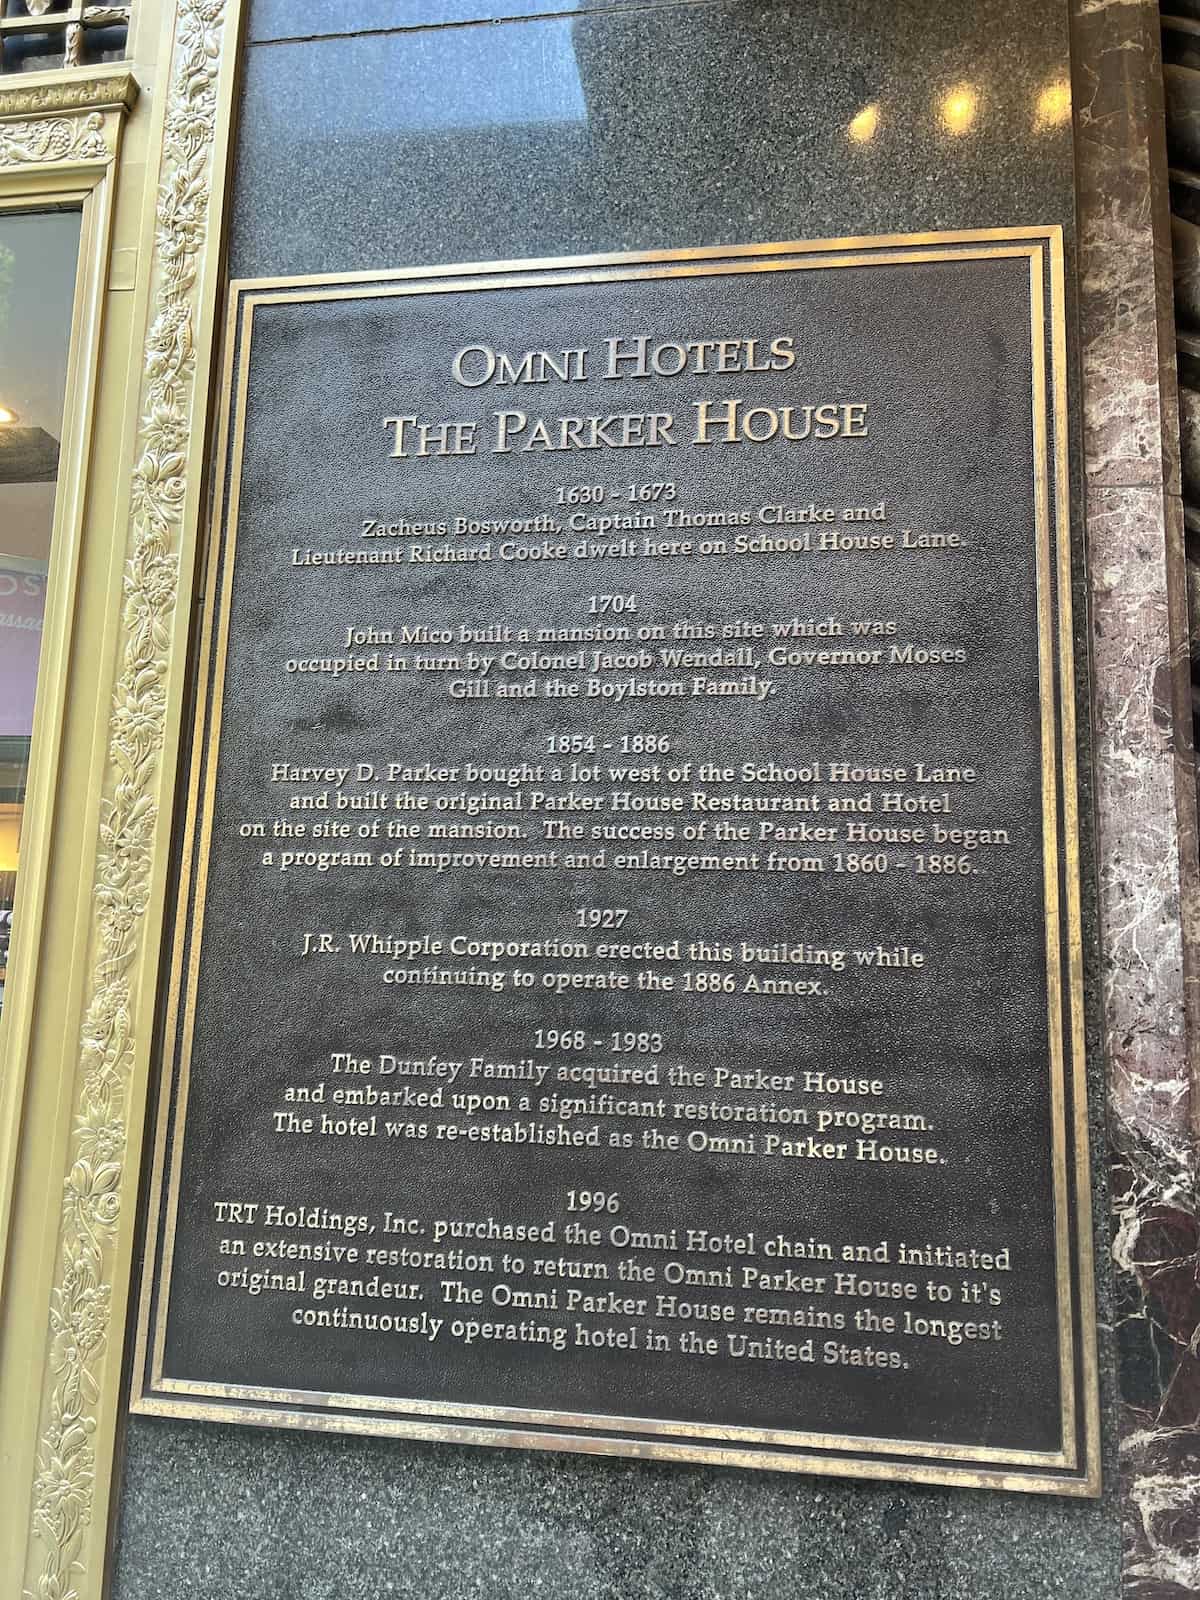 OMNI HOTELS
THE PARKER HOUSE
1630 - 1673
Zacheus Bosworth, Captain Thomas Clarke and
Lieutenant Richard Cooke dwelt here on School House Lane.
1704
John Mico built a mansion on this site which was
occupied in turn by Colonel Jacob Wendall, Governor Moses
Gill and the Boylston Family.
1854 - 1886
Harvey D. Parker bought a lot west of the School House Lane
and built the original Parker House Restaurant and Hotel
on the site of the mansion. The success of the Parker House began
a program of improvement and enlargement from 1860 - 1886.
1927
J.R. Whipple Corporation erected this building while
continuing to operate the 1886 Annex.
1968 - 1983
The Dunfey Family acquired the Parker House
and embarked upon a significant restoration program.
The hotel was re-established as the Omni Parker House.
1996
TRT Holdings, Inc. purchased the Omni Hotel chain and initiated
an extensive restoration to return the Omni Parker House to it's
original grandeur. The Omni Parker House remains the longest
continuously operating hotel in the United States.